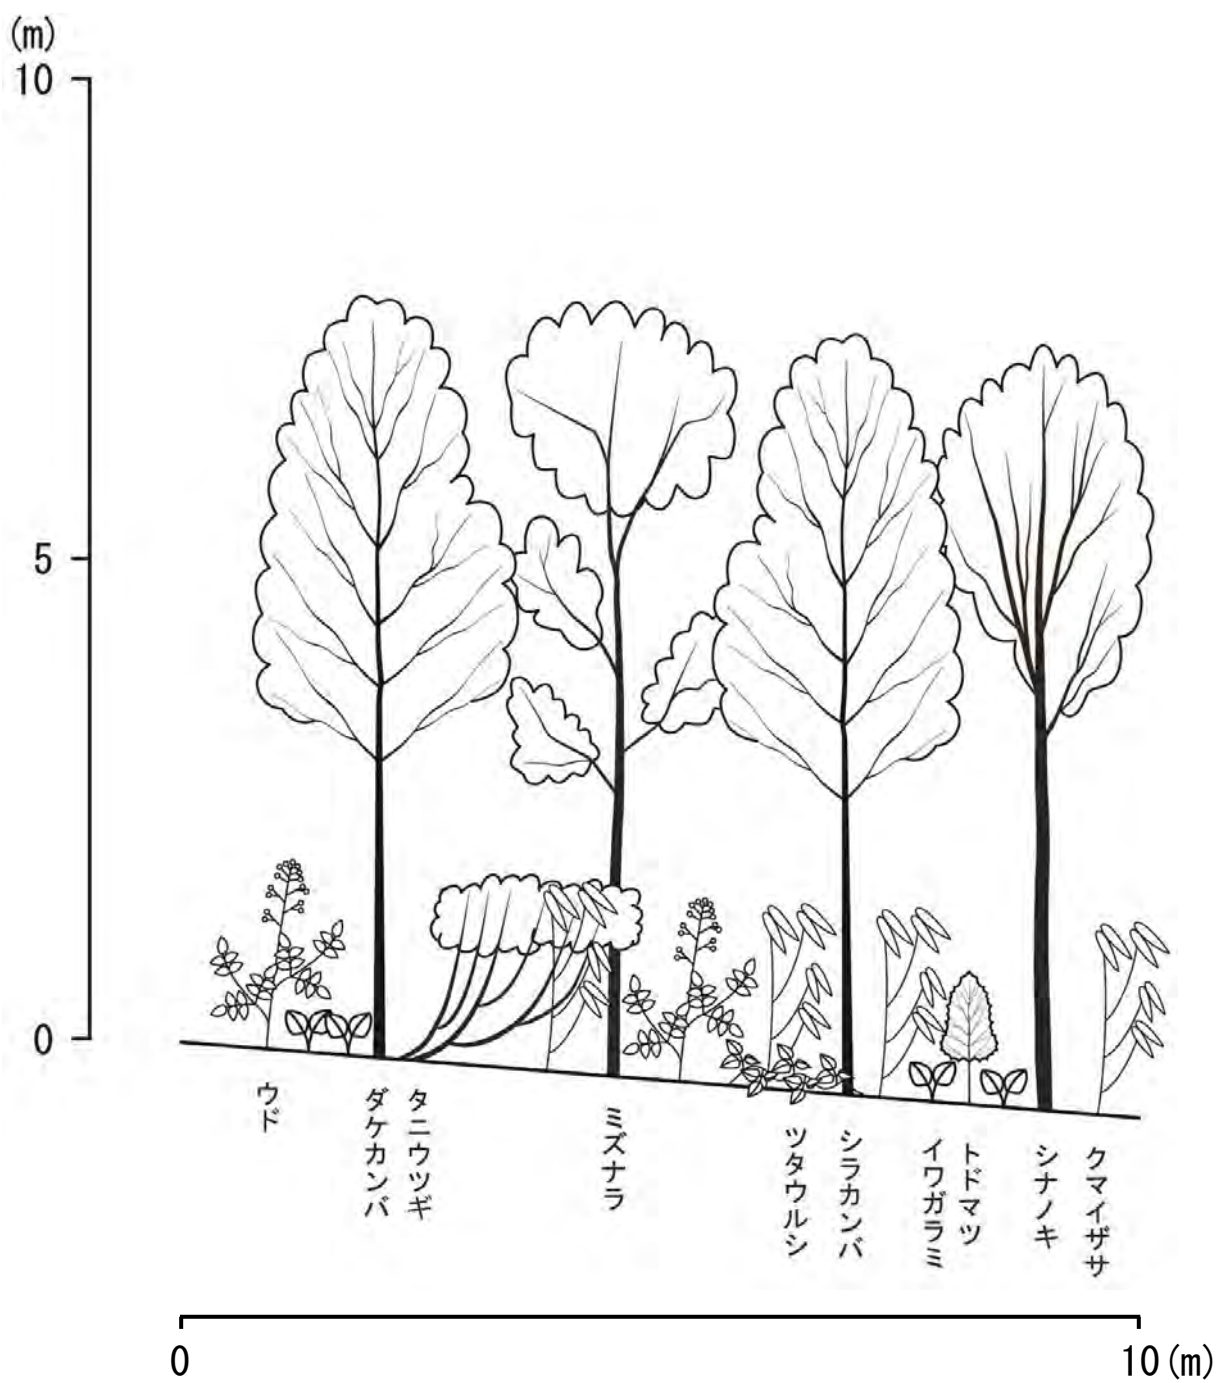 (m)
10
5
0
ウド
ダケカンバ
タニウツギ
ミズナラ
ツタウルシ
シラカンバ
イワガラミ
トドマツ
シナノキ
クマイザサ
0
10(m)